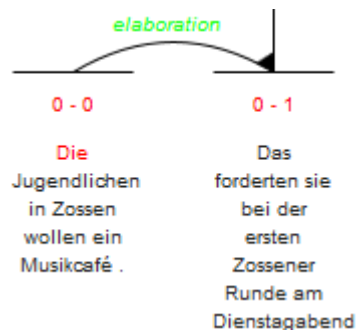 elaboration
0 - 0
0 - 1
Die
Jugendlichen
in Zossen
wollen ein
Musikcafé .
Das
forderten sie
bei der
ersten
Zossener
Runde am
Dienstagabend